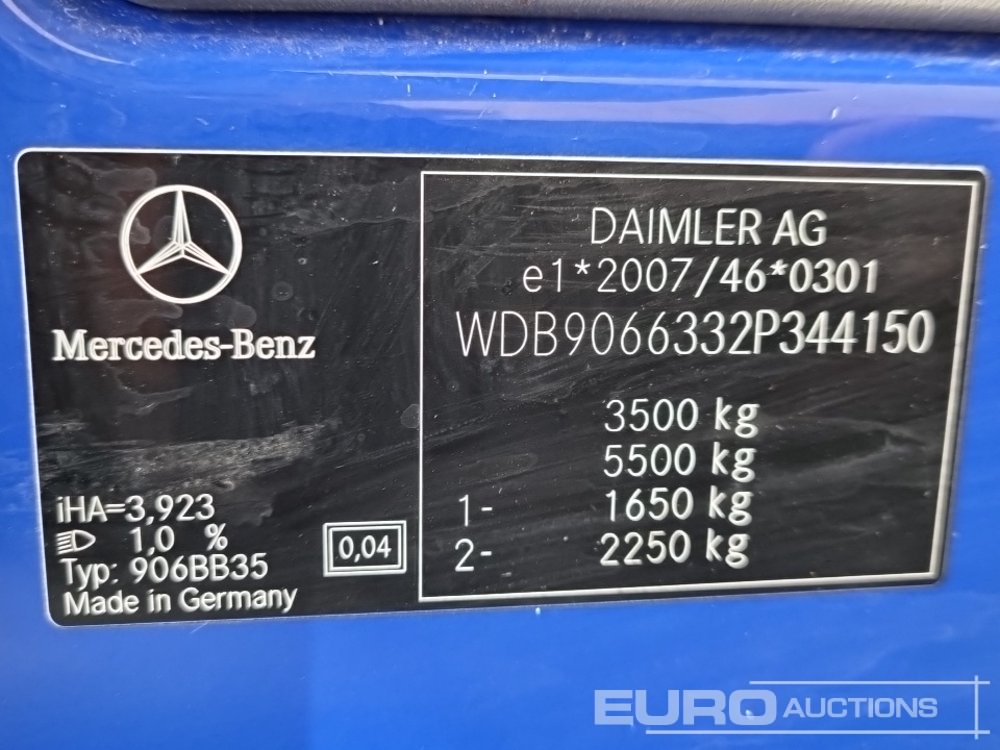 Mercedes-Benz
iHA=3,923
1,0 %
Typ: 906BB35
Made in Germany
0,04
DAIMLER AG
e1*2007/46*0301
WDB9066332P344150
3500 kg
5500 kg
1- 1650 kg
2- 2250 kg
EURO AUCTIONS